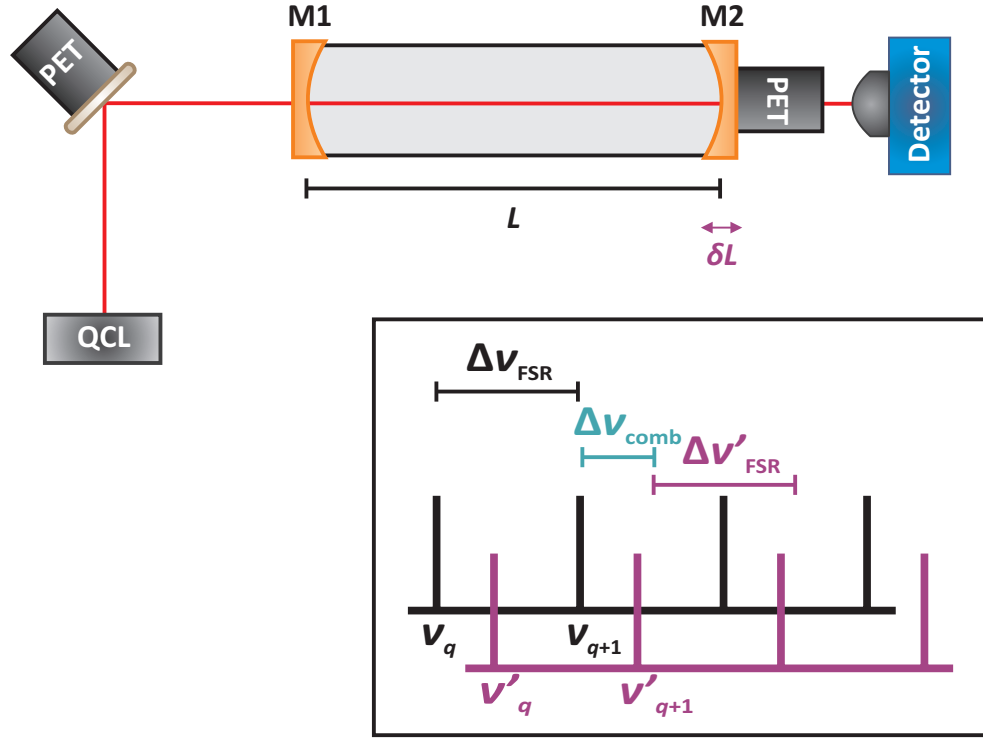 M1
M2
PET
PET
Detector
L
δL
QCL
Δν_FSR
Δν_comb
Δν′_FSR
ν_q
ν_q+1
ν′_q
ν′_q+1